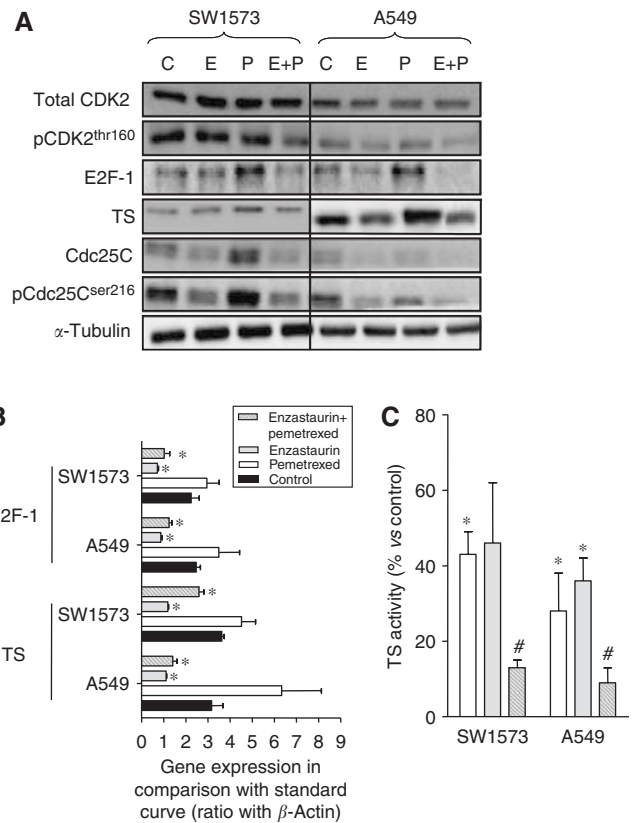 A
SW1573 A549
C E P E+P C E P E+P
Total CDK2
pCDK2thr160
E2F-1
TS
Cdc25C
pCdc25Cser216
α-Tubulin
B
Enzastaurin+
pemetrexed
Enzastaurin
Pemetrexed
Control
2F-1
SW1573
A549
TS
SW1573
A549
* * * * * * * *
0 1 2 3 4 5 6 7 8 9
Gene expression in
comparison with standard
curve (ratio with β-Actin)
C
80
60
40
20
0
TS activity (% vs control)
* # * * #
SW1573 A549